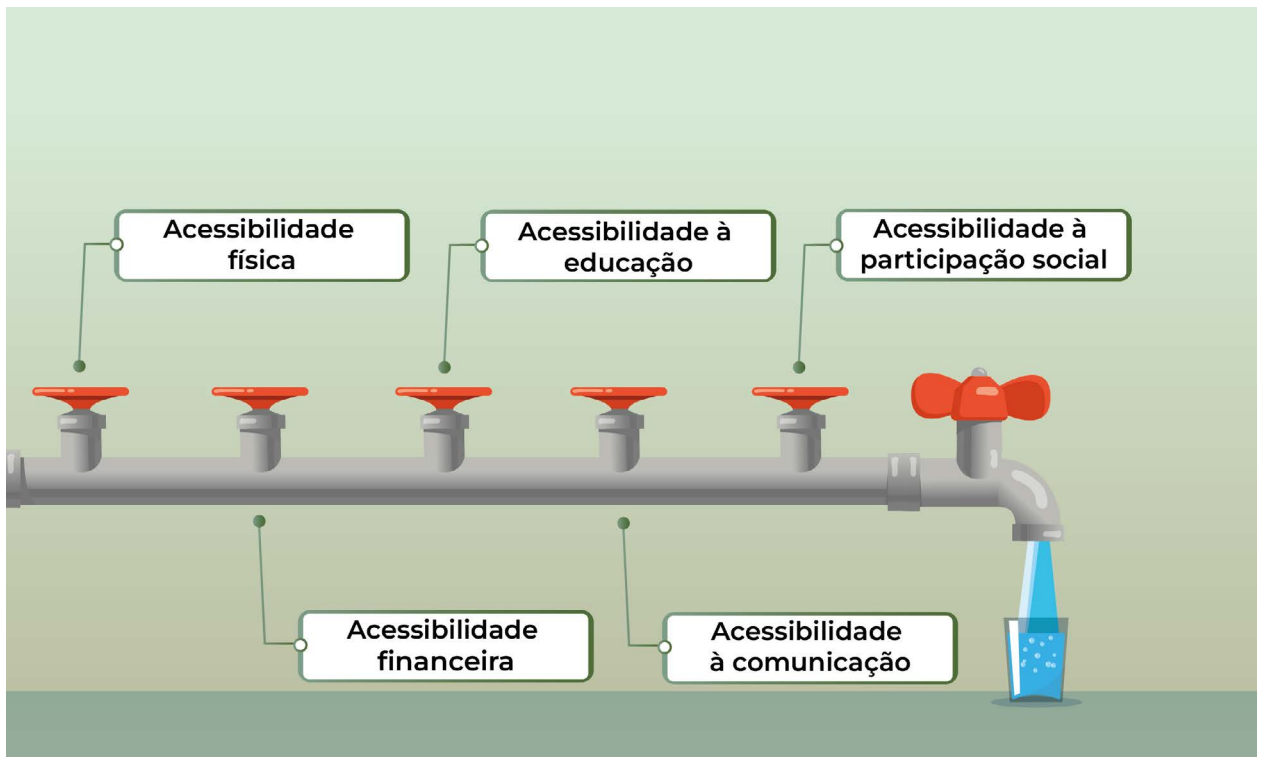 Acessibilidade
física
Acessibilidade à
educação
Acessibilidade à
participação social
Acessibilidade
financeira
Acessibilidade
à comunicação